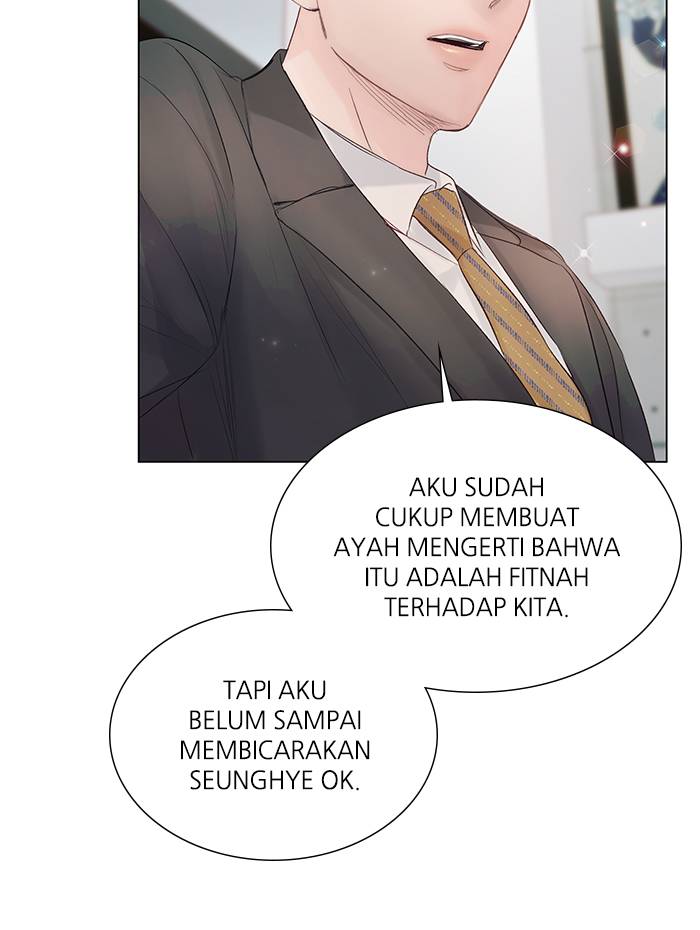 AKU SUDAH
CUKUP MEMBUAT
AYAH MENGERTI BAHWA
ITU ADALAH FITNAH
TERHADAP KITA.
TAPI AKU
BELUM SAMPAI
MEMBICARAKAN
SEUNGHYE OK.